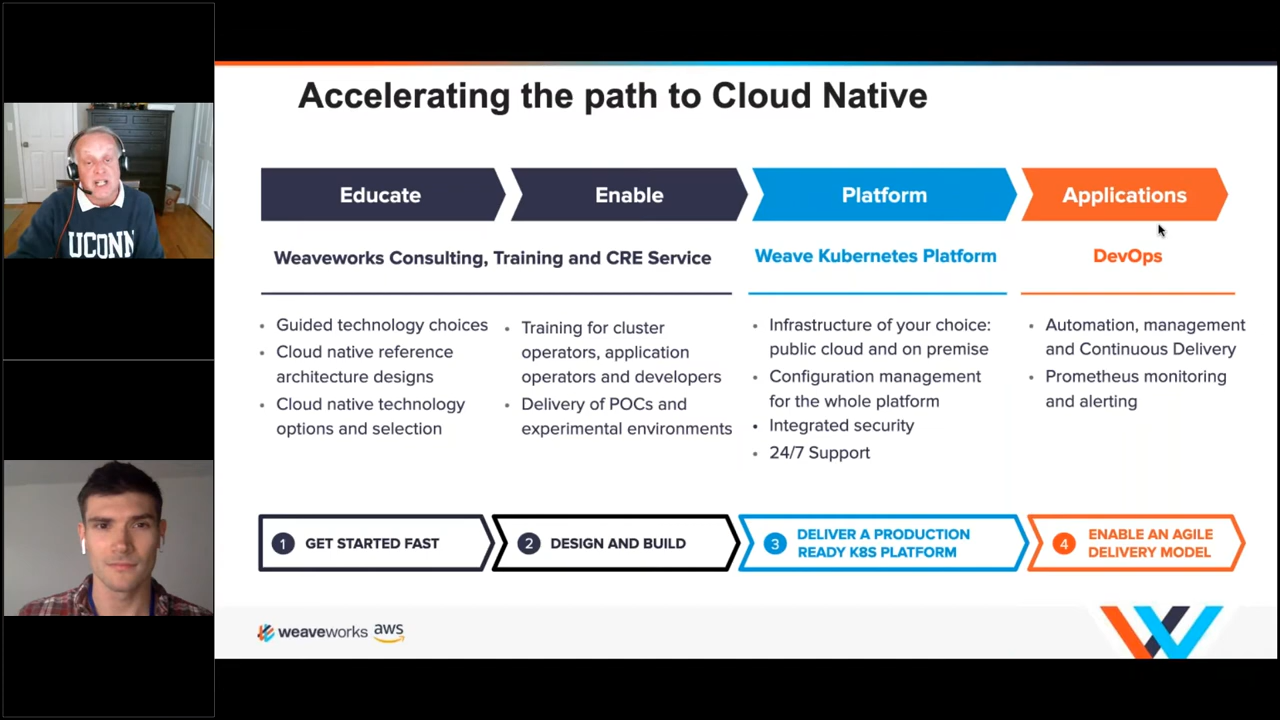 Accelerating the path to Cloud Native
Educate
Enable
Platform
Applications
Weaveworks Consulting, Training and CRE Service
Weave Kubernetes Platform
DevOps
• Guided technology choices
• Cloud native reference
architecture designs
• Cloud native technology
options and selection
• Training for cluster
operators, application
operators and developers
• Delivery of POCs and
experimental environments
• Infrastructure of your choice:
public cloud and on premise
• Configuration management
for the whole platform
• Integrated security
• 24/7 Support
• Automation, management
and Continuous Delivery
• Prometheus monitoring
and alerting
1 GET STARTED FAST
2 DESIGN AND BUILD
3 DELIVER A PRODUCTION
READY K8S PLATFORM
4 ENABLE AN AGILE
DELIVERY MODEL
weaveworks aws
UCONN